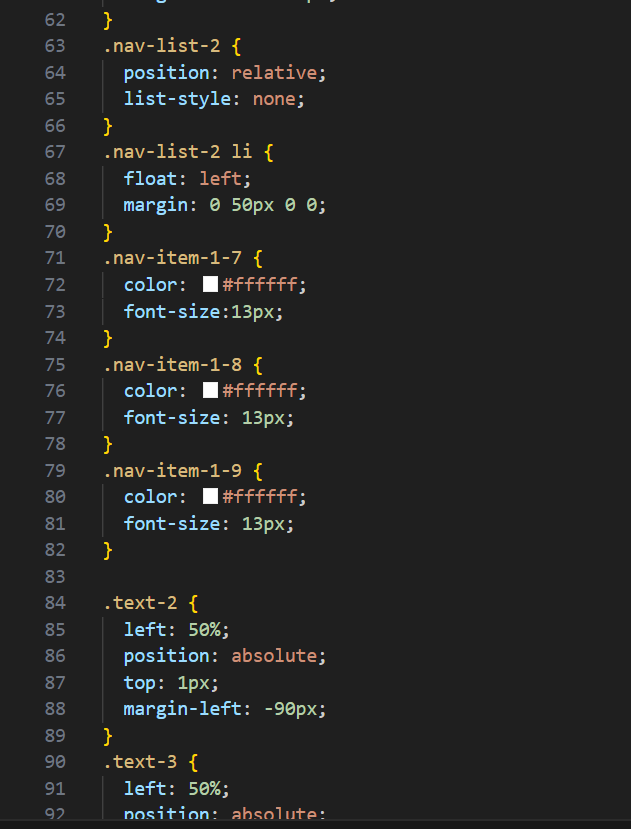 62 }
63 .nav-list-2 {
64 position: relative;
65 list-style: none;
66 }
67 .nav-list-2 li {
68 float: left;
69 margin: 0 50px 0 0;
70 }
71 .nav-item-1-7 {
72 color: #ffffff;
73 font-size:13px;
74 }
75 .nav-item-1-8 {
76 color: #ffffff;
77 font-size: 13px;
78 }
79 .nav-item-1-9 {
80 color: #ffffff;
81 font-size: 13px;
82 }
83
84 .text-2 {
85 left: 50%;
86 position: absolute;
87 top: 1px;
88 margin-left: -90px;
89 }
90 .text-3 {
91 left: 50%;
92 position: absolute;